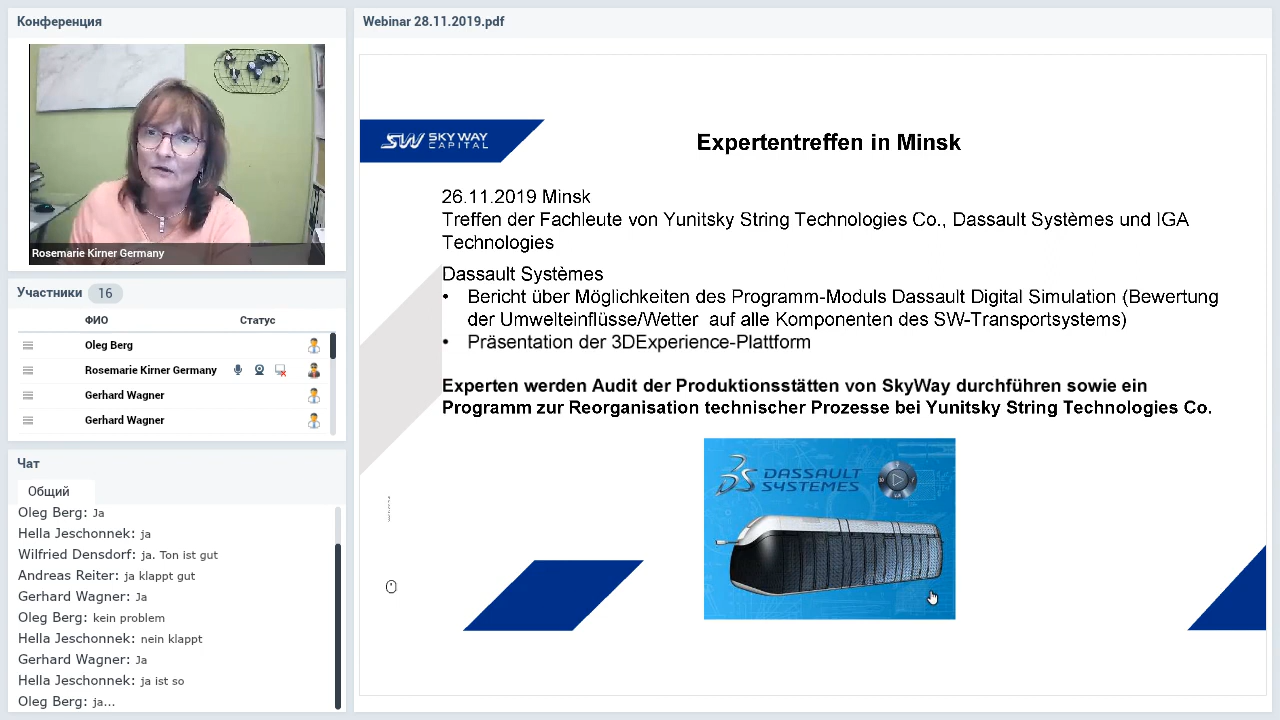 Конференция
Rosemarie Kirner Germany
Участники 16
ФИО Статус
Oleg Berg
Rosemarie Kirner Germany
Gerhard Wagner
Gerhard Wagner
Чат
Общий
Oleg Berg: Ja
Hella Jeschonnek: ja
Wilfried Densdorf: ja. Ton ist gut
Andreas Reiter: ja klappt gut
Gerhard Wagner: Ja
Oleg Berg: kein problem
Hella Jeschonnek: nein klappt
Gerhard Wagner: Ja
Hella Jeschonnek: ja ist so
Oleg Berg: ja...
Webinar 28.11.2019.pdf
SW SKYWAY
CAPITAL
Expertentreffen in Minsk
26.11.2019 Minsk
Treffen der Fachleute von Yunitsky String Technologies Co., Dassault Systèmes und IGA
Technologies
Dassault Systèmes
• Bericht über Möglichkeiten des Programm-Moduls Dassault Digital Simulation (Bewertung
der Umwelteinflüsse/Wetter auf alle Komponenten des SW-Transportsystems)
• Präsentation der 3DExperience-Plattform
Experten werden Audit der Produktionsstätten von SkyWay durchführen sowie ein
Programm zur Reorganisation technischer Prozesse bei Yunitsky String Technologies Co.
DASSAULT
SYSTEMES